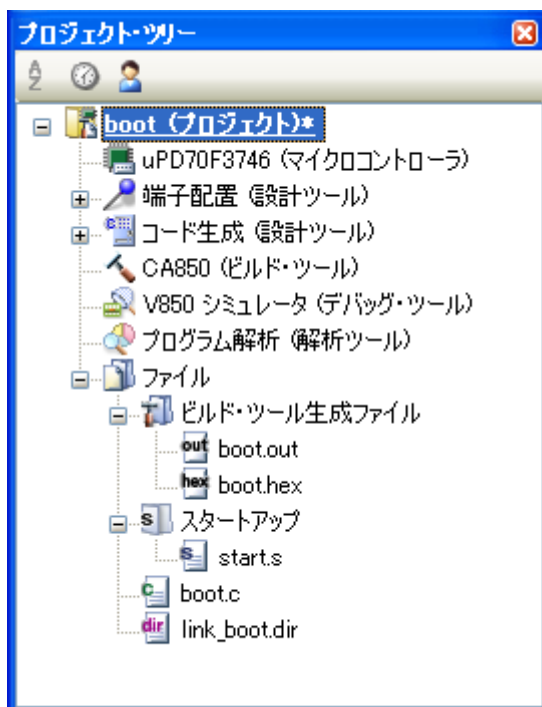 プロジェクト・ツリー
boot (プロジェクト)*
uPD70F3746 (マイクロコントローラ)
端子配置 (設計ツール)
コード生成 (設計ツール)
CA850 (ビルド・ツール)
V850 シミュレータ (デバッグ・ツール)
プログラム解析 (解析ツール)
ファイル
ビルド・ツール生成ファイル
out boot.out
hex boot.hex
S スタートアップ
S start.s
C boot.c
dir link_boot.dir